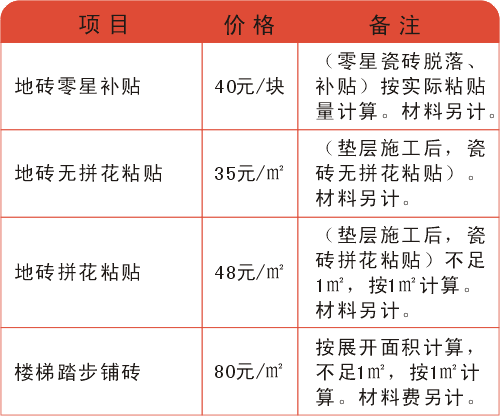 项目 价格 备注
地砖零星补贴 40元/块 （零星瓷砖脱落、
补贴）按实际粘贴
量计算。材料另计。
地砖无拼花粘贴 35元/㎡ （垫层施工后，瓷
砖无拼花粘贴）。
材料另计。
地砖拼花粘贴 48元/㎡ （垫层施工后，瓷
砖拼花粘贴）不足
1㎡，按1㎡计算。
材料另计。
楼梯踏步铺砖 80元/㎡ 按展开面积计算，
不足1㎡，按1㎡计
算。材料费另计。